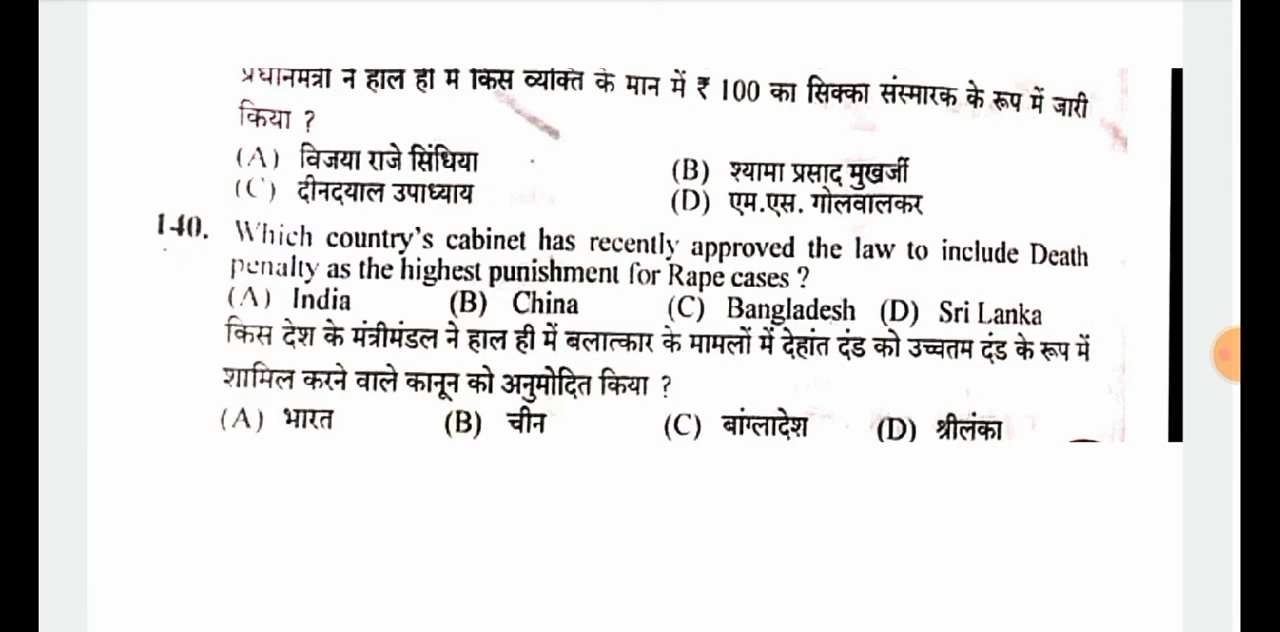 प्रधानमंत्री ने हाल ही में किस व्यक्ति के मान में ₹ 100 का सिक्का संस्मारक के रूप में जारी
किया ?
(A) विजया राजे सिंधिया (B) श्यामा प्रसाद मुखर्जी
(C) दीनदयाल उपाध्याय (D) एम.एस. गोलवालकर
140. Which country's cabinet has recently approved the law to include Death
penalty as the highest punishment for Rape cases ?
(A) India (B) China (C) Bangladesh (D) Sri Lanka
किस देश के मंत्रीमंडल ने हाल ही में बलात्कार के मामलों में देहांत दंड को उच्चतम दंड के रूप में
शामिल करने वाले कानून को अनुमोदित किया ?
(A) भारत (B) चीन (C) बांग्लादेश (D) श्रीलंका